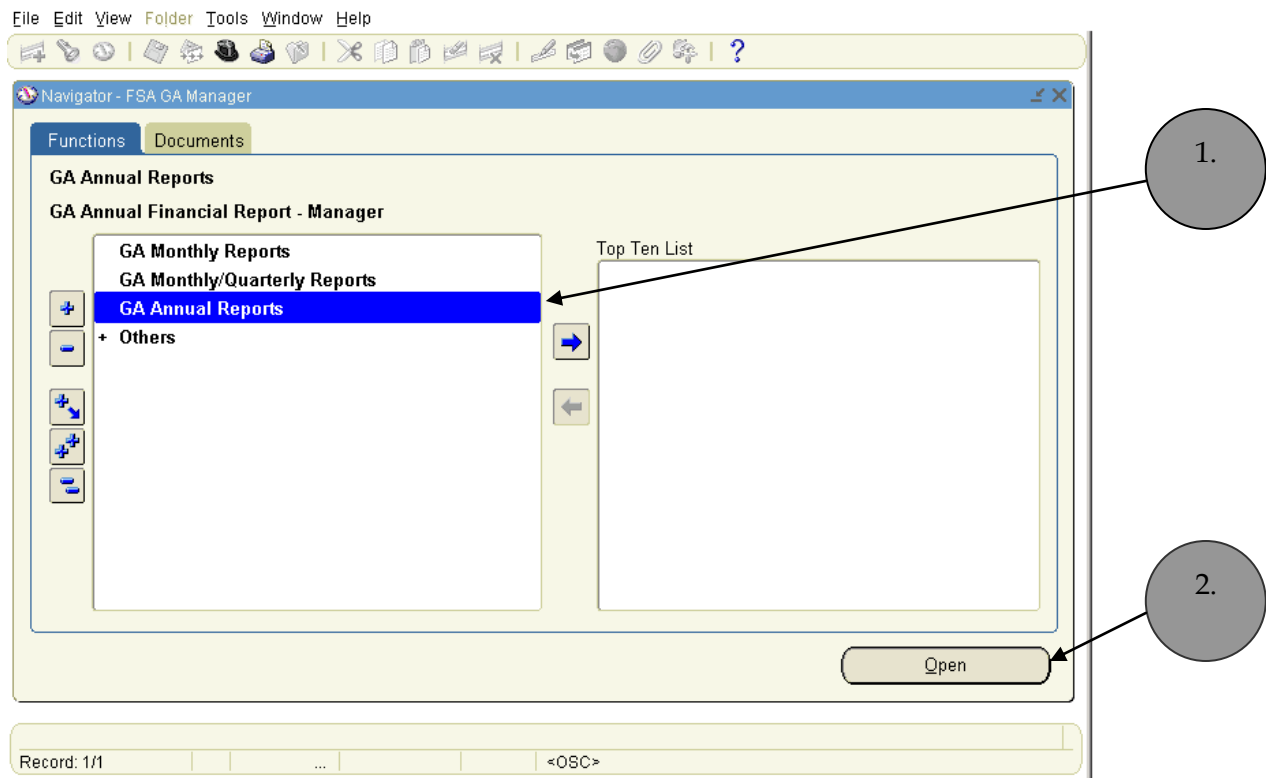 File Edit View Folder Tools Window Help
?
Navigator - FSA GA Manager
Functions Documents
1.
GA Annual Reports
GA Annual Financial Report - Manager
GA Monthly Reports
Top Ten List
GA Monthly/Quarterly Reports
GA Annual Reports
+ Others
2.
Open
Record: 1/1 ... <OSC>